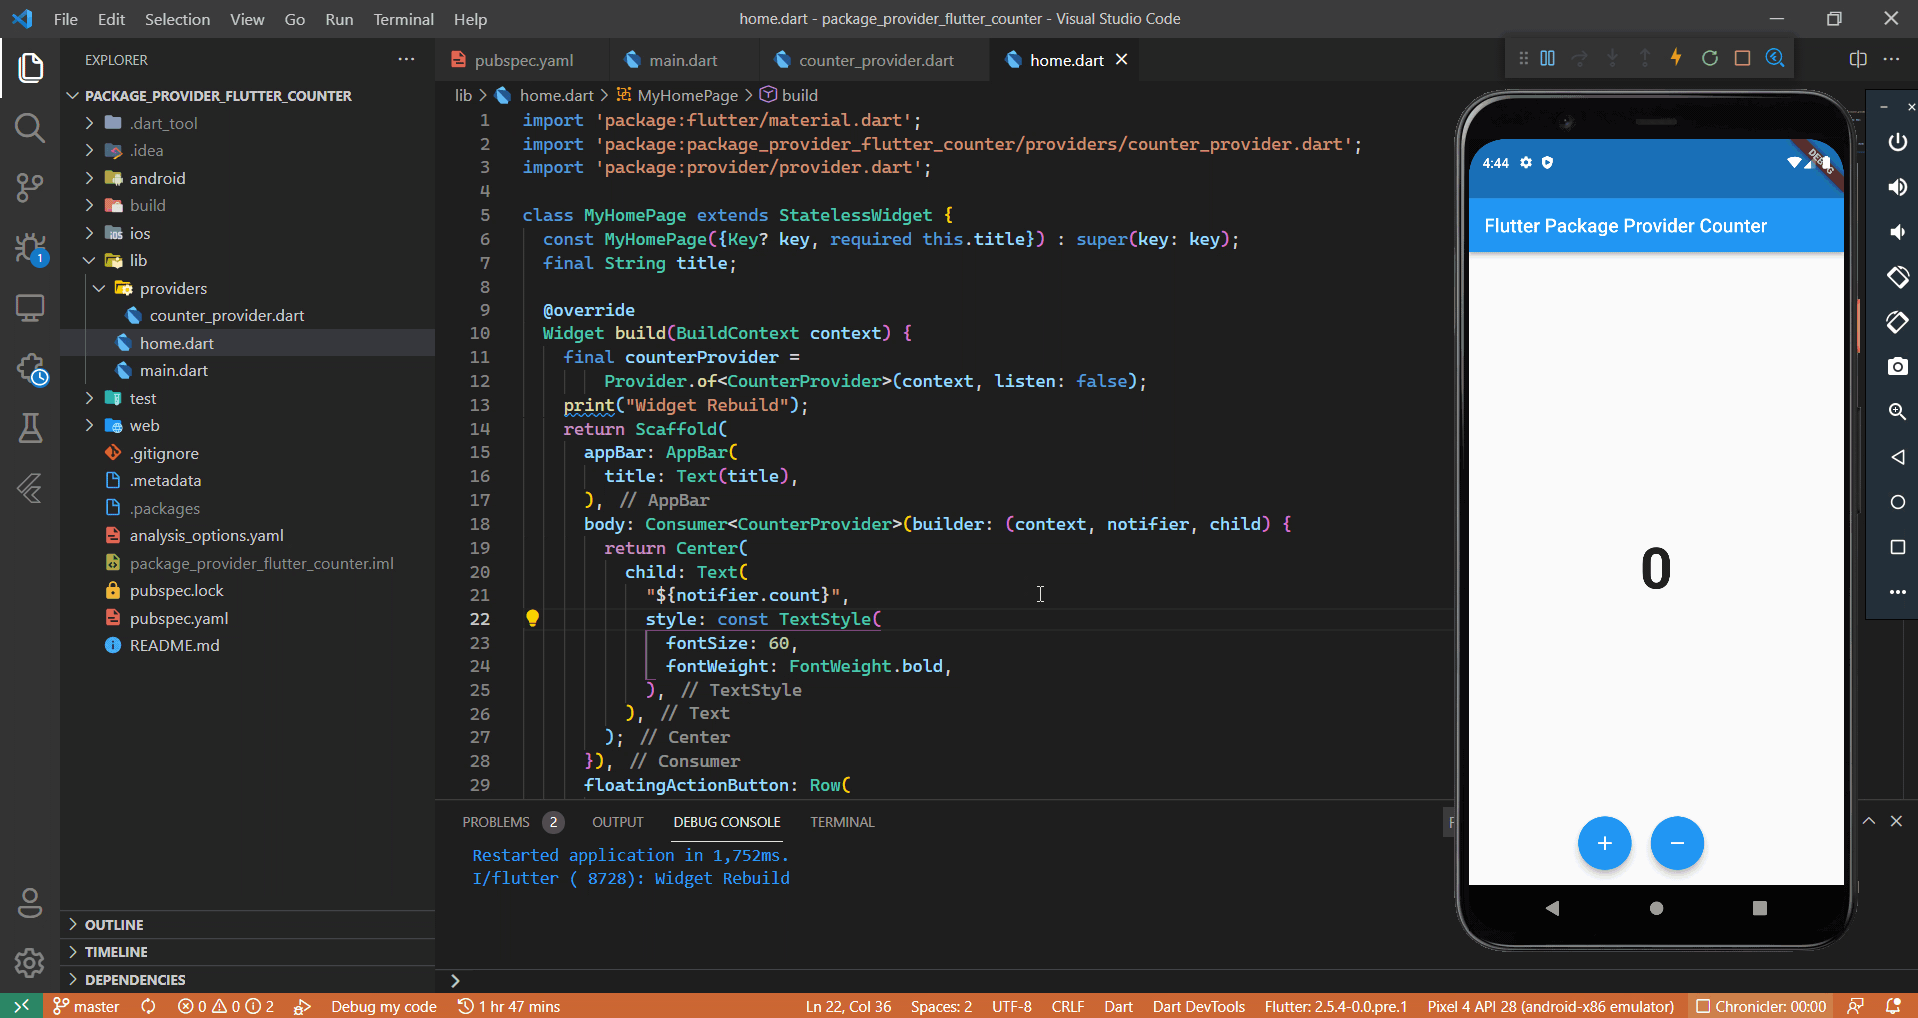 File Edit Selection View Go Run Terminal Help
home.dart - package_provider_flutter_counter - Visual Studio Code
EXPLORER
PACKAGE_PROVIDER_FLUTTER_COUNTER
.dart_tool
.idea
android
build
ios
lib
providers
counter_provider.dart
home.dart
main.dart
test
web
.gitignore
.metadata
.packages
analysis_options.yaml
package_provider_flutter_counter.iml
pubspec.lock
pubspec.yaml
README.md
OUTLINE
TIMELINE
DEPENDENCIES
1
pubspec.yaml main.dart counter_provider.dart home.dart
lib > home.dart > MyHomePage > build
1 import 'package:flutter/material.dart';
2 import 'package:package_provider_flutter_counter/providers/counter_provider.dart';
3 import 'package:provider/provider.dart';
4
5 class MyHomePage extends StatelessWidget {
6 const MyHomePage({Key? key, required this.title}) : super(key: key);
7 final String title;
8
9 @override
10 Widget build(BuildContext context) {
11 final counterProvider =
12 Provider.of<CounterProvider>(context, listen: false);
13 print("Widget Rebuild");
14 return Scaffold(
15 appBar: AppBar(
16 title: Text(title),
17 ), // AppBar
18 body: Consumer<CounterProvider>(builder: (context, notifier, child) {
19 return Center(
20 child: Text(
21 "${notifier.count}",
22 style: const TextStyle(
23 fontSize: 60,
24 fontWeight: FontWeight.bold,
25 ), // TextStyle
26 ), // Text
27 ); // Center
28 }), // Consumer
29 floatingActionButton: Row(
PROBLEMS 2 OUTPUT DEBUG CONSOLE TERMINAL
Restarted application in 1,752ms.
I/flutter ( 8728): Widget Rebuild
>
4:44
DEBUG
Flutter Package Provider Counter
0
+ −
master 0 0 2 Debug my code 1 hr 47 mins Ln 22, Col 36 Spaces: 2 UTF-8 CRLF Dart Dart DevTools Flutter: 2.5.4-0.0.pre.1 Pixel 4 API 28 (android-x86 emulator) Chronicler: 00:00